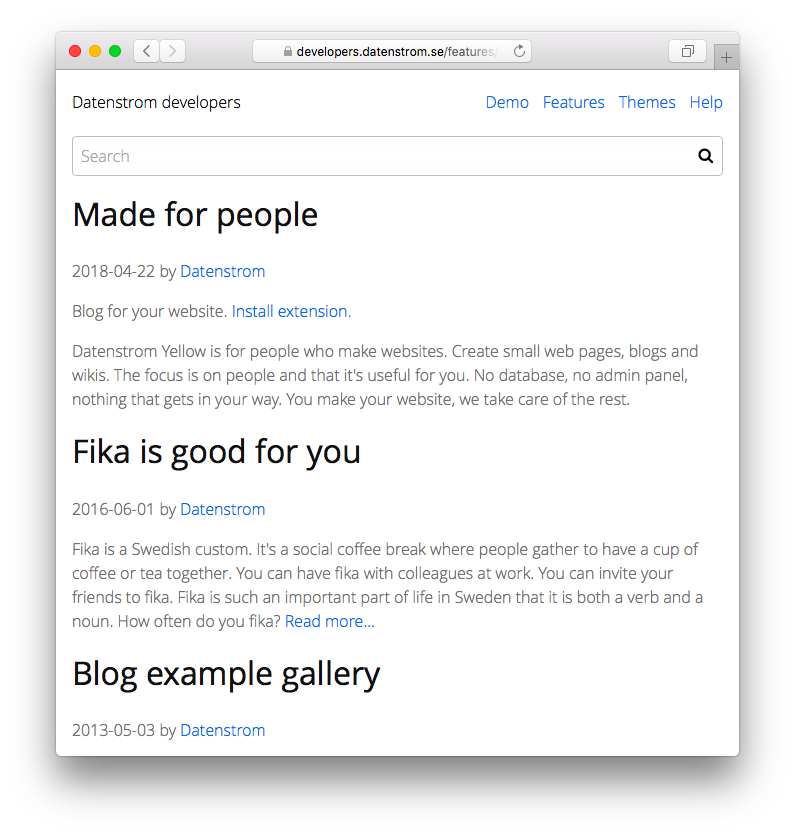 developers.datenstrom.se/features/
Datenstrom developers
Demo Features Themes Help
Search
Made for people
2018-04-22 by Datenstrom
Blog for your website. Install extension.
Datenstrom Yellow is for people who make websites. Create small web pages, blogs and
wikis. The focus is on people and that it's useful for you. No database, no admin panel,
nothing that gets in your way. You make your website, we take care of the rest.
Fika is good for you
2016-06-01 by Datenstrom
Fika is a Swedish custom. It's a social coffee break where people gather to have a cup of
coffee or tea together. You can have fika with colleagues at work. You can invite your
friends to fika. Fika is such an important part of life in Sweden that it is both a verb and a
noun. How often do you fika? Read more…
Blog example gallery
2013-05-03 by Datenstrom